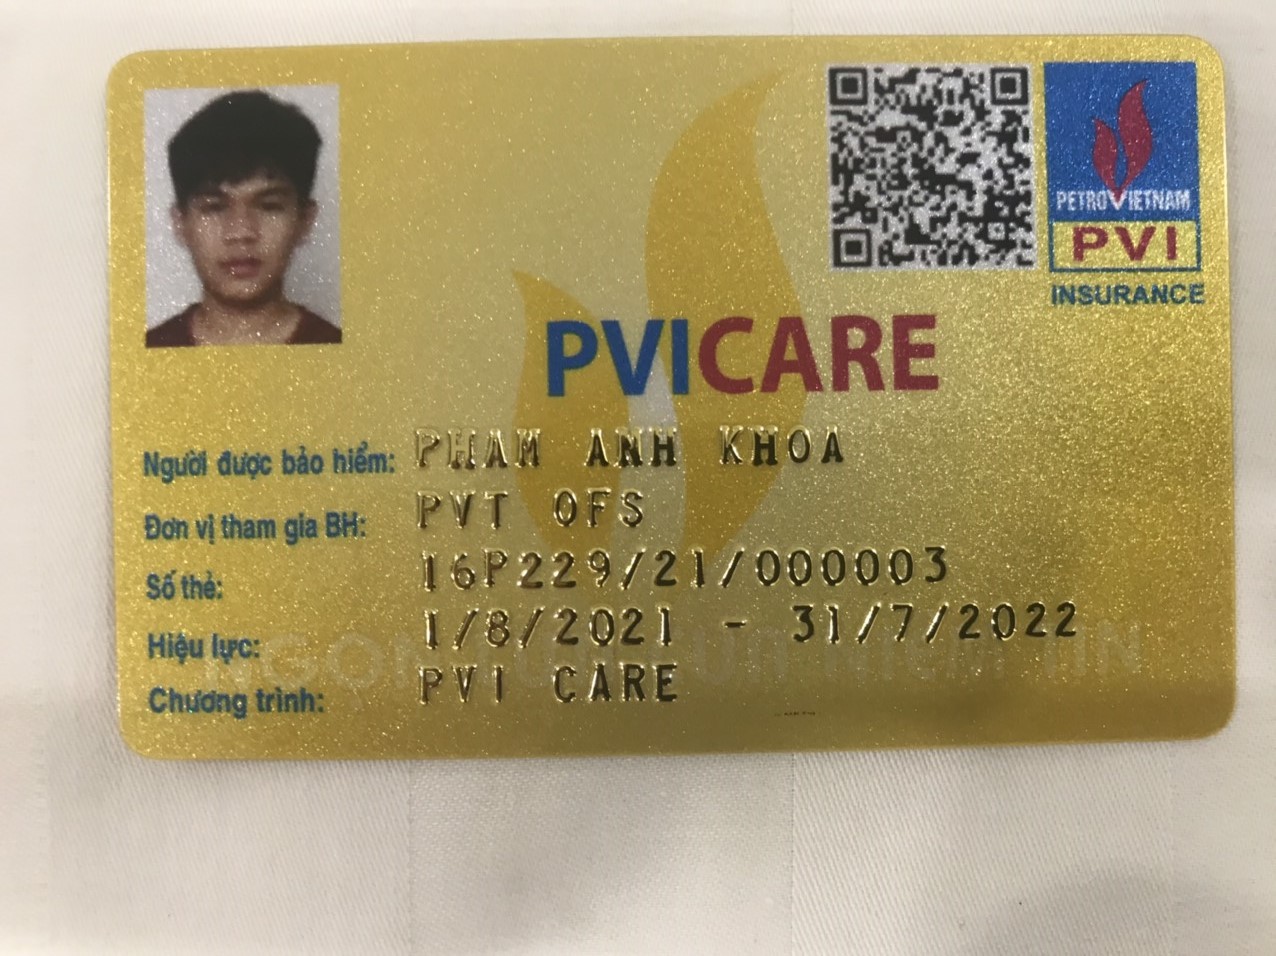 PETROVIETNAM
PVI
INSURANCE
PVICARE
Người được bảo hiểm: PHAM ANH KHOA
Đơn vị tham gia BH: PVT OFS
Số thẻ: 16P229/21/000003
Hiệu lực: 1/8/2021 - 31/7/2022
Chương trình: PVI CARE